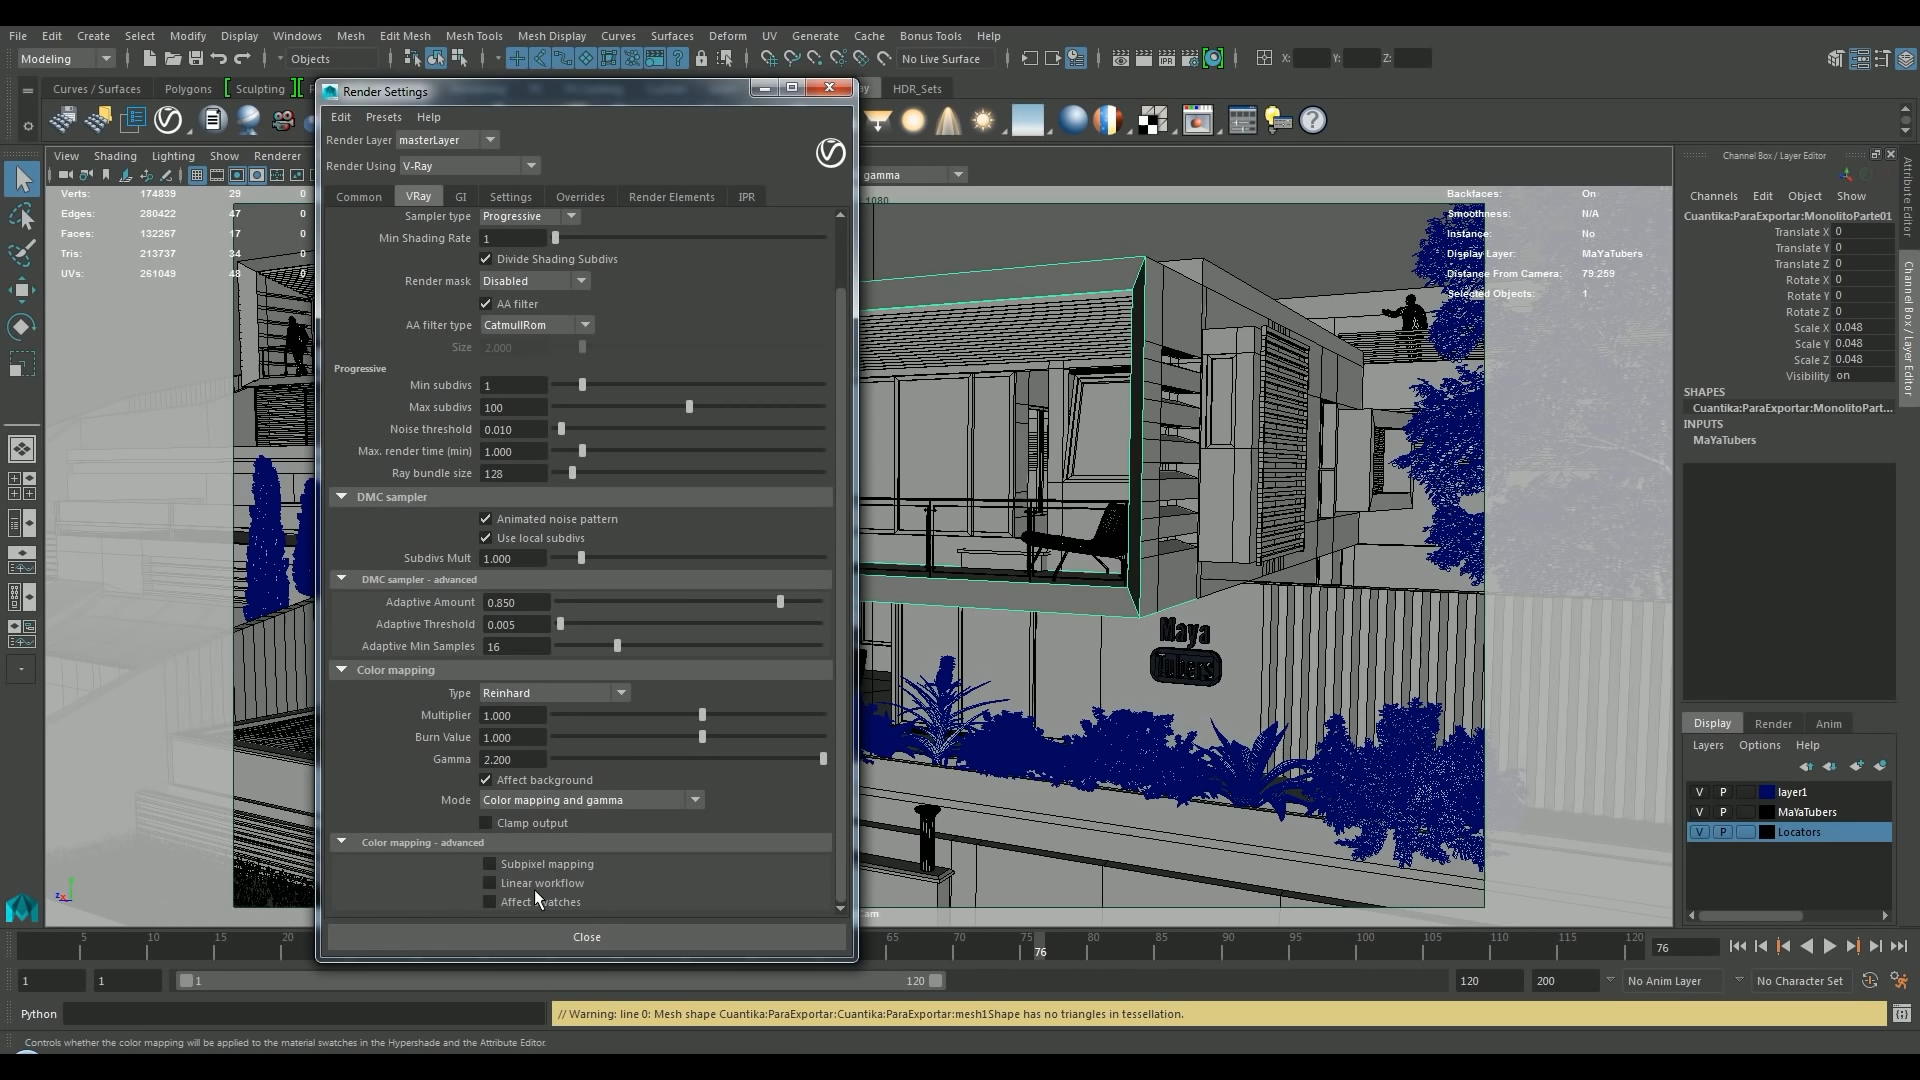 File Edit Create Select Modify Display Windows Mesh Edit Mesh Mesh Tools Mesh Display Curves Surfaces Deform UV Generate Cache Bonus Tools Help
Modeling Objects No Live Surface X: Y: Z:
Curves / Surfaces Polygons Sculpting HDR_Sets
Render Settings
Edit Presets Help
Render Layer masterLayer
Render Using V-Ray
Common VRay GI Settings Overrides Render Elements IPR
Sampler type Progressive
Min Shading Rate 1
Divide Shading Subdivs
Render mask Disabled
AA filter
AA filter type CatmullRom
Size 2.000
Progressive
Min subdivs 1
Max subdivs 100
Noise threshold 0.010
Max. render time (min) 1.000
Ray bundle size 128
DMC sampler
Animated noise pattern
Use local subdivs
Subdivs Mult 1.000
DMC sampler - advanced
Adaptive Amount 0.850
Adaptive Threshold 0.005
Adaptive Min Samples 16
Color mapping
Type Reinhard
Multiplier 1.000
Burn Value 1.000
Gamma 2.200
Affect background
Mode Color mapping and gamma
Clamp output
Color mapping - advanced
Subpixel mapping
Linear workflow
Affect swatches
Close
View Shading Lighting Show Renderer
gamma
Verts: 174839 29 0
Edges: 280422 47 0
Faces: 132267 17 0
Tris: 213737 34 0
UVs: 261049 48 0
1080
Backfaces: On
Smoothness: N/A
Instance: No
Display Layer: MaYaTubers
Distance From Camera: 79.259
Selected Objects: 1
Maya
Tubers
Channel Box / Layer Editor
Channels Edit Object Show
Cuantika:ParaExportar:MonolitoParte01
Translate X 0
Translate Y 0
Translate Z 0
Rotate X 0
Rotate Y 0
Rotate Z 0
Scale X 0.048
Scale Y 0.048
Scale Z 0.048
Visibility on
SHAPES
Cuantika:ParaExportar:MonolitoPart...
INPUTS
MaYaTubers
Attribute Editor
Channel Box / Layer Editor
Display Render Anim
Layers Options Help
V P layer1
V P MaYaTubers
V P Locators
5 10 15 20 65 70 75 80 85 90 95 100 105 110 115 120
76
76
1 1 1 120 120 200 No Anim Layer No Character Set
Python // Warning: line 0: Mesh shape Cuantika:ParaExportar:Cuantika:ParaExportar:mesh1Shape has no triangles in tessellation.
Controls whether the color mapping will be applied to the material swatches in the Hypershade and the Attribute Editor.